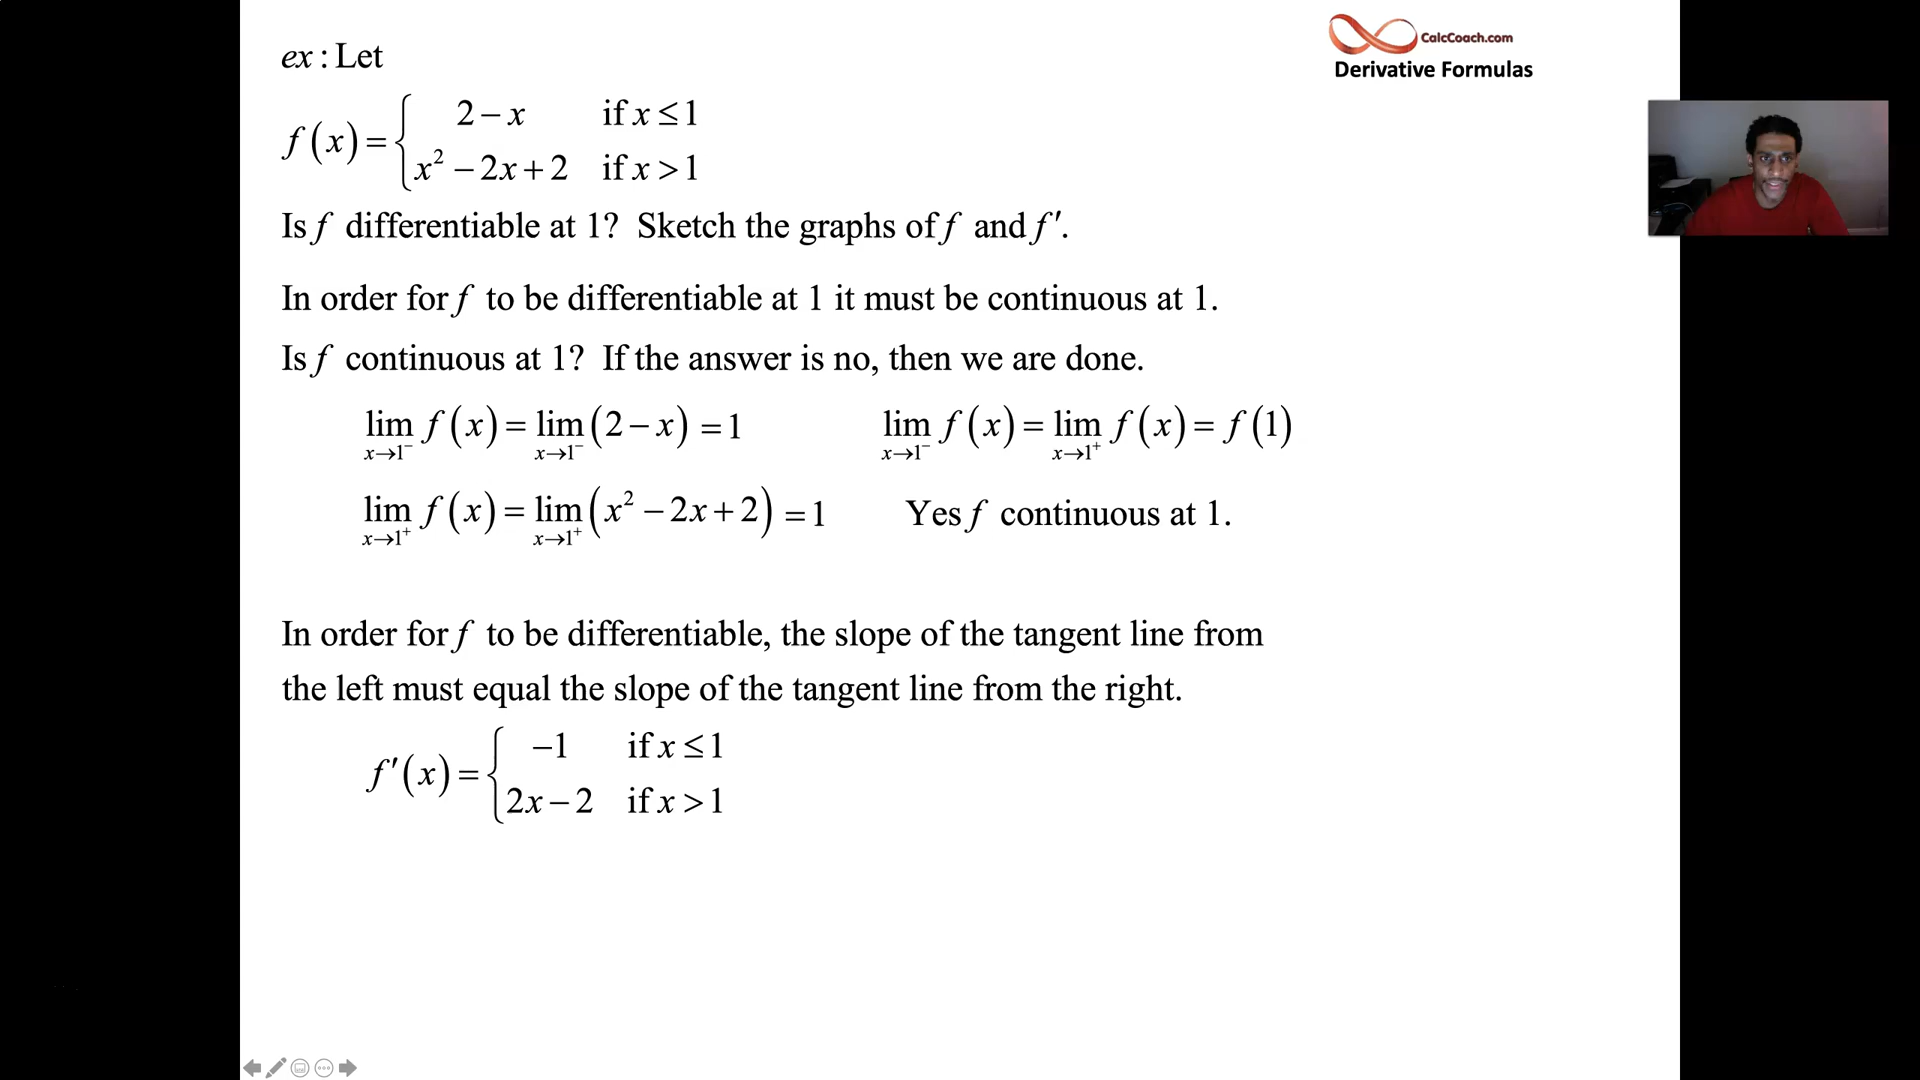 ex : Let
CalcCoach.com
Derivative Formulas
f(x) = { 2 − x if x ≤ 1
x² − 2x + 2 if x > 1
Is f differentiable at 1? Sketch the graphs of f and f′.
In order for f to be differentiable at 1 it must be continuous at 1.
Is f continuous at 1? If the answer is no, then we are done.
lim x→1⁻ f(x) = lim x→1⁻ (2 − x) = 1 lim x→1⁻ f(x) = lim x→1⁺ f(x) = f(1)
lim x→1⁺ f(x) = lim x→1⁺ (x² − 2x + 2) = 1 Yes f continuous at 1.
In order for f to be differentiable, the slope of the tangent line from
the left must equal the slope of the tangent line from the right.
f′(x) = { −1 if x ≤ 1
2x − 2 if x > 1